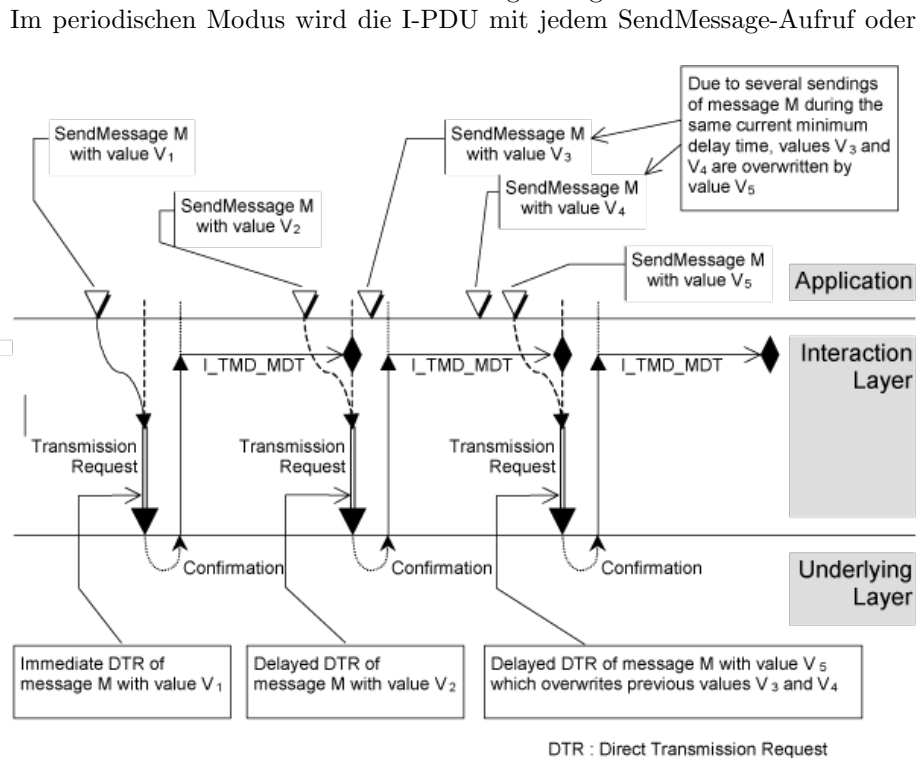 Im periodischen Modus wird die I-PDU mit jedem SendMessage-Aufruf oder
Due to several sendings
of message M during the
same current minimum
delay time, values V3 and
V4 are overwritten by
value V5
SendMessage M
with value V1
SendMessage M
with value V3
SendMessage M
with value V4
SendMessage M
with value V2
SendMessage M
with value V5
Application
Interaction
Layer
I_TMD_MDT
I_TMD_MDT
I_TMD_MDT
Transmission
Request
Transmission
Request
Transmission
Request
Confirmation
Confirmation
Confirmation
Underlying
Layer
Immediate DTR of
message M with value V1
Delayed DTR of
message M with value V2
Delayed DTR of message M with value V5
which overwrites previous values V3 and V4
DTR : Direct Transmission Request